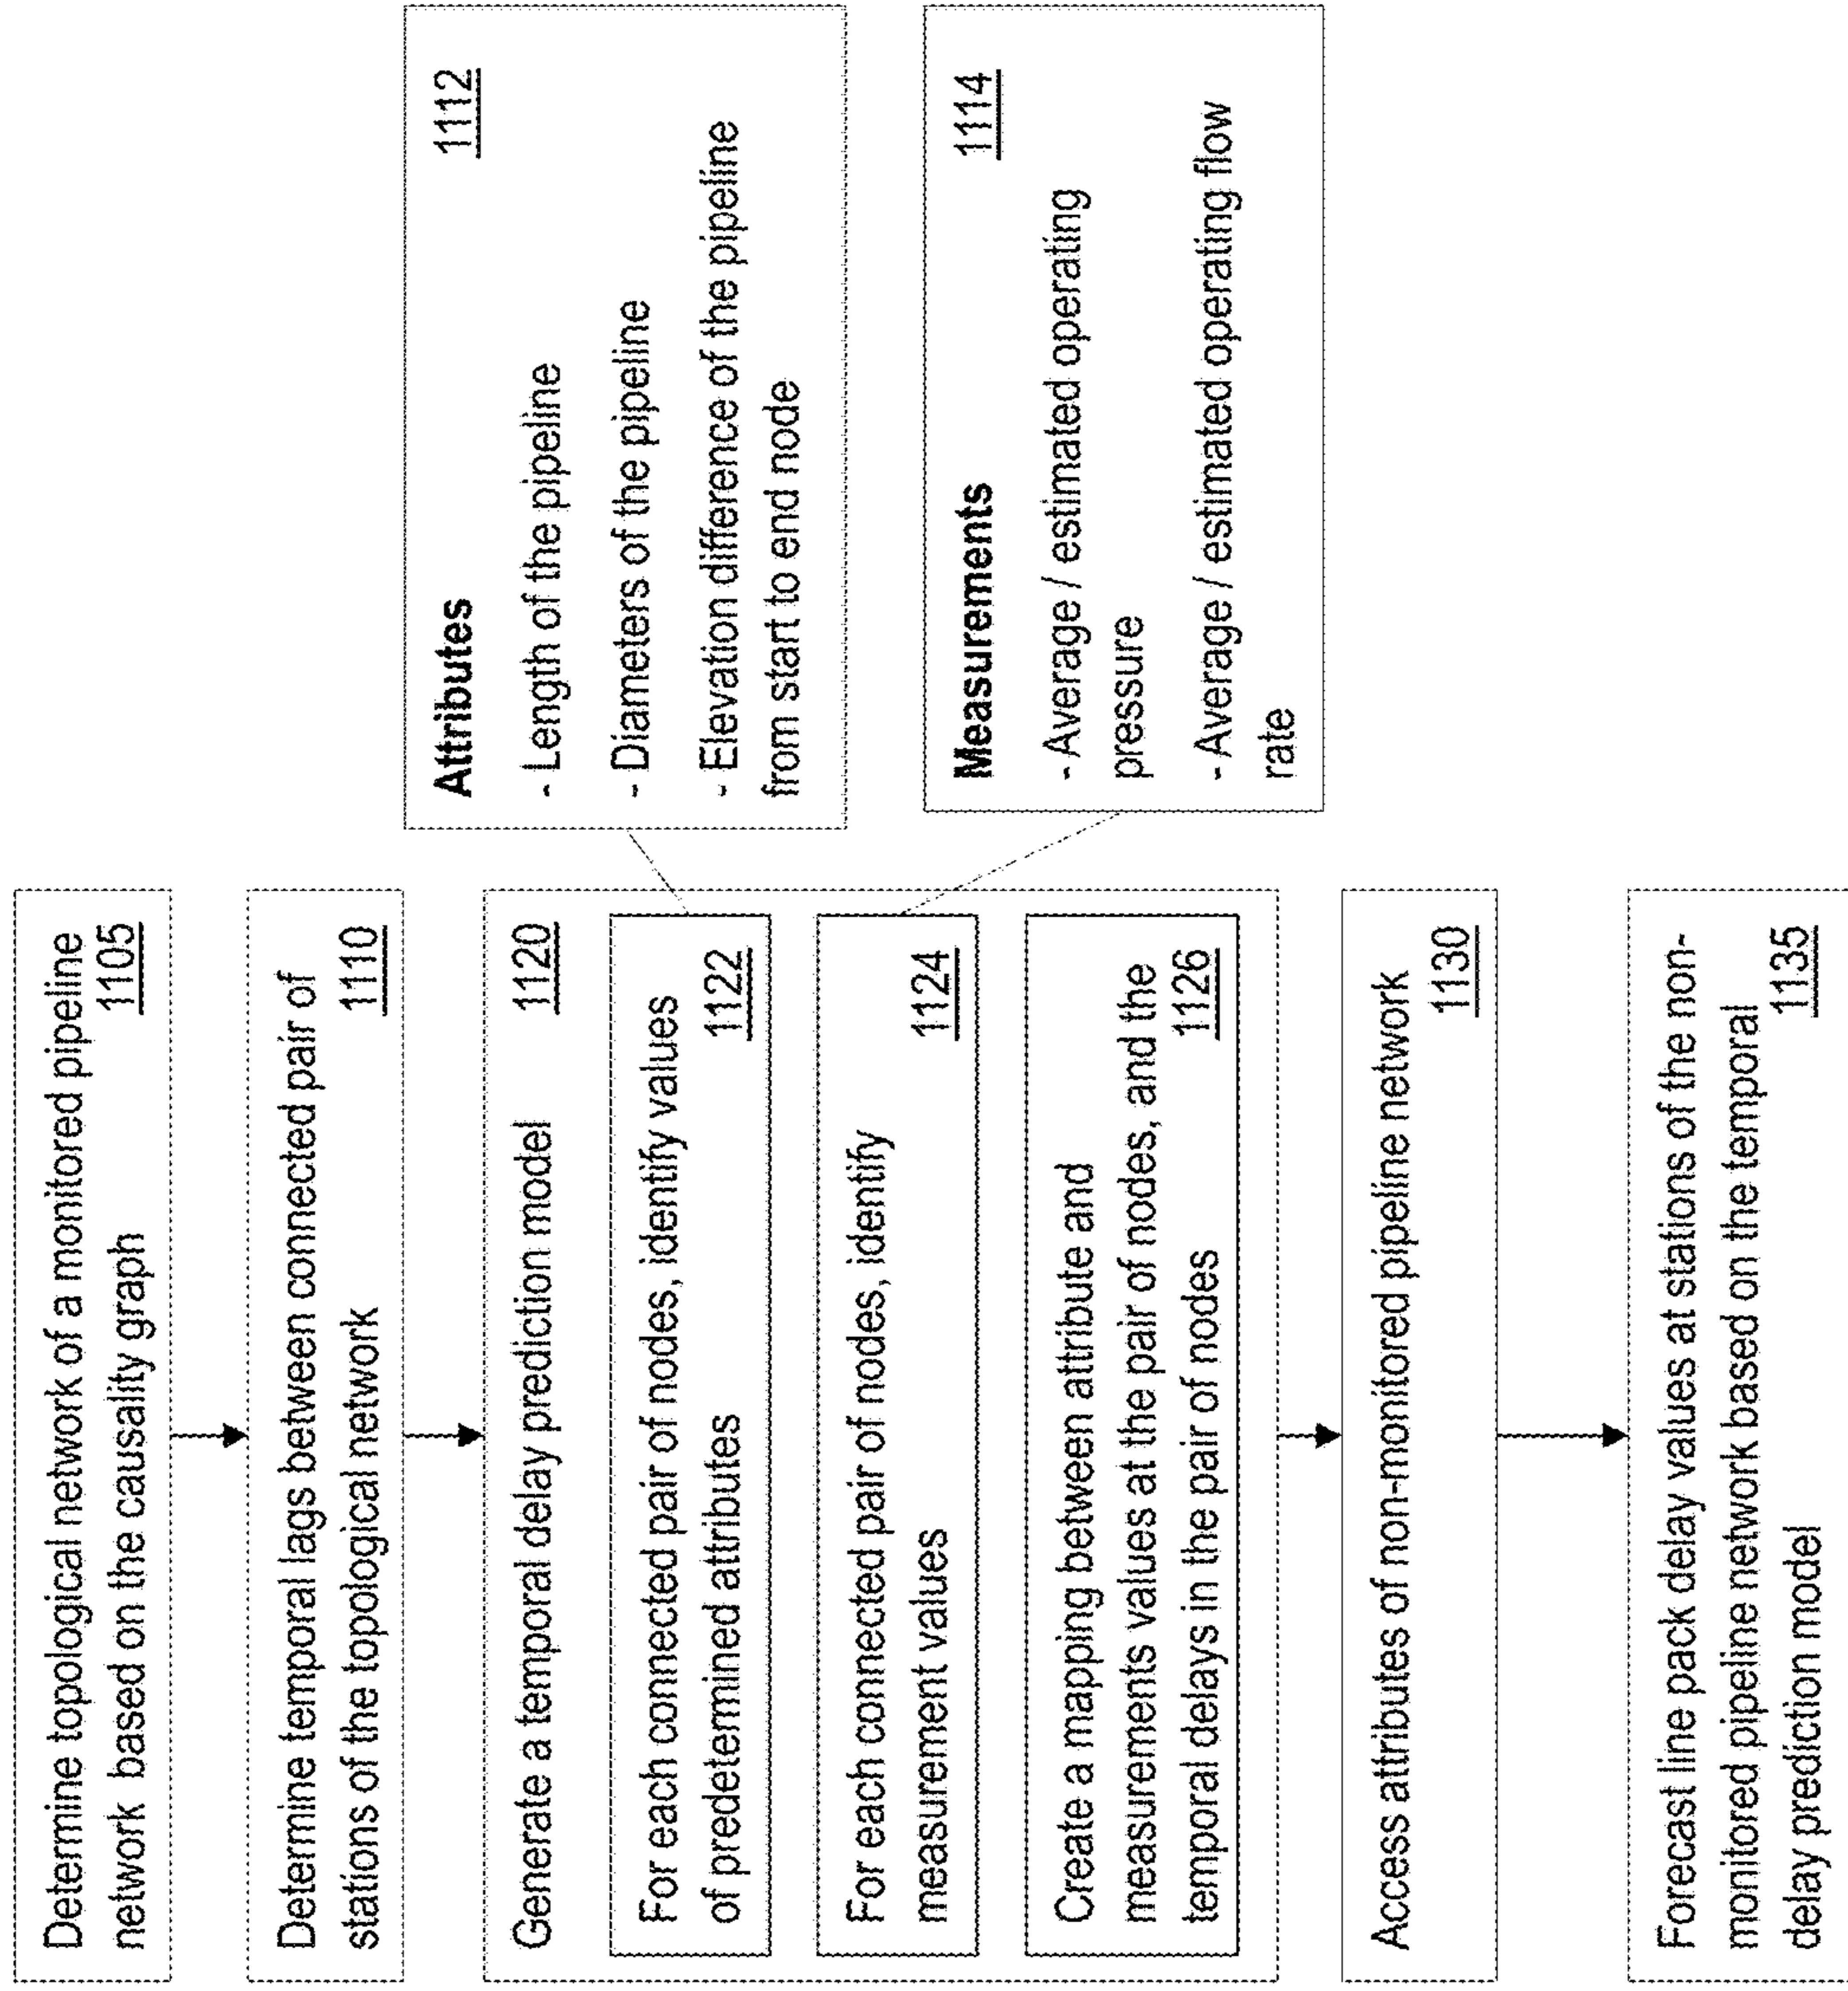 Determine topological network of a monitored pipeline
network based on the causality graph
1105
Determine temporal lags between connected pair of
stations of the topological network
1110
Generate a temporal delay prediction model
1120
For each connected pair of nodes, identify values
of predetermined attributes
1122
For each connected pair of nodes, identify
measurement values
1124
Create a mapping between attribute and
measurements values at the pair of nodes, and the
temporal delays in the pair of nodes
1126
Access attributes of non-monitored pipeline network
1130
Forecast line pack delay values at stations of the non-
monitored pipeline network based on the temporal
delay prediction model
1135
Attributes
1112
- Length of the pipeline
- Diameters of the pipeline
- Elevation difference of the pipeline
from start to end node
Measurements
1114
- Average / estimated operating
pressure
- Average / estimated operating flow
rate